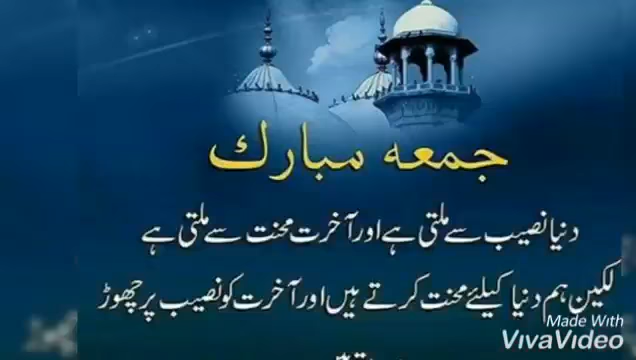 جمعہ مبارک
دنیا نصیب سے ملتی ہے اور آخرت محنت سے ملتی ہے
لکین ہم دنیا کیلئے محنت کرتے ہیں اور آخرت کو نصیب پر چھوڑ
Made With
VivaVideo